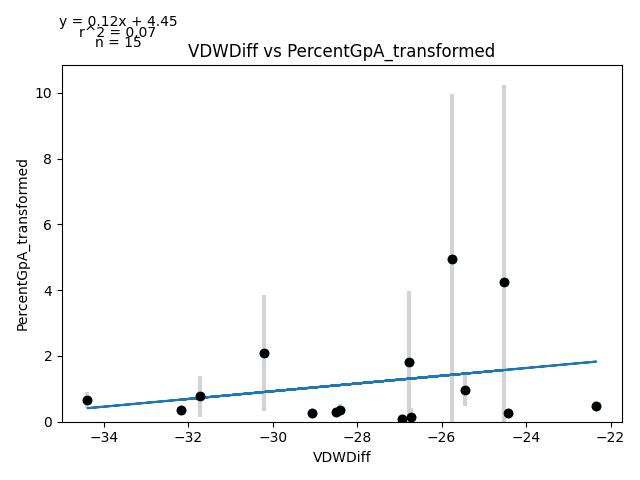 y = 0.12x + 4.45
r^2 = 0.07
n = 15
VDWDiff vs PercentGpA_transformed
PercentGpA_transformed
10
8
6
4
2
0
−34
−32
−30
−28
−26
−24
−22
VDWDiff